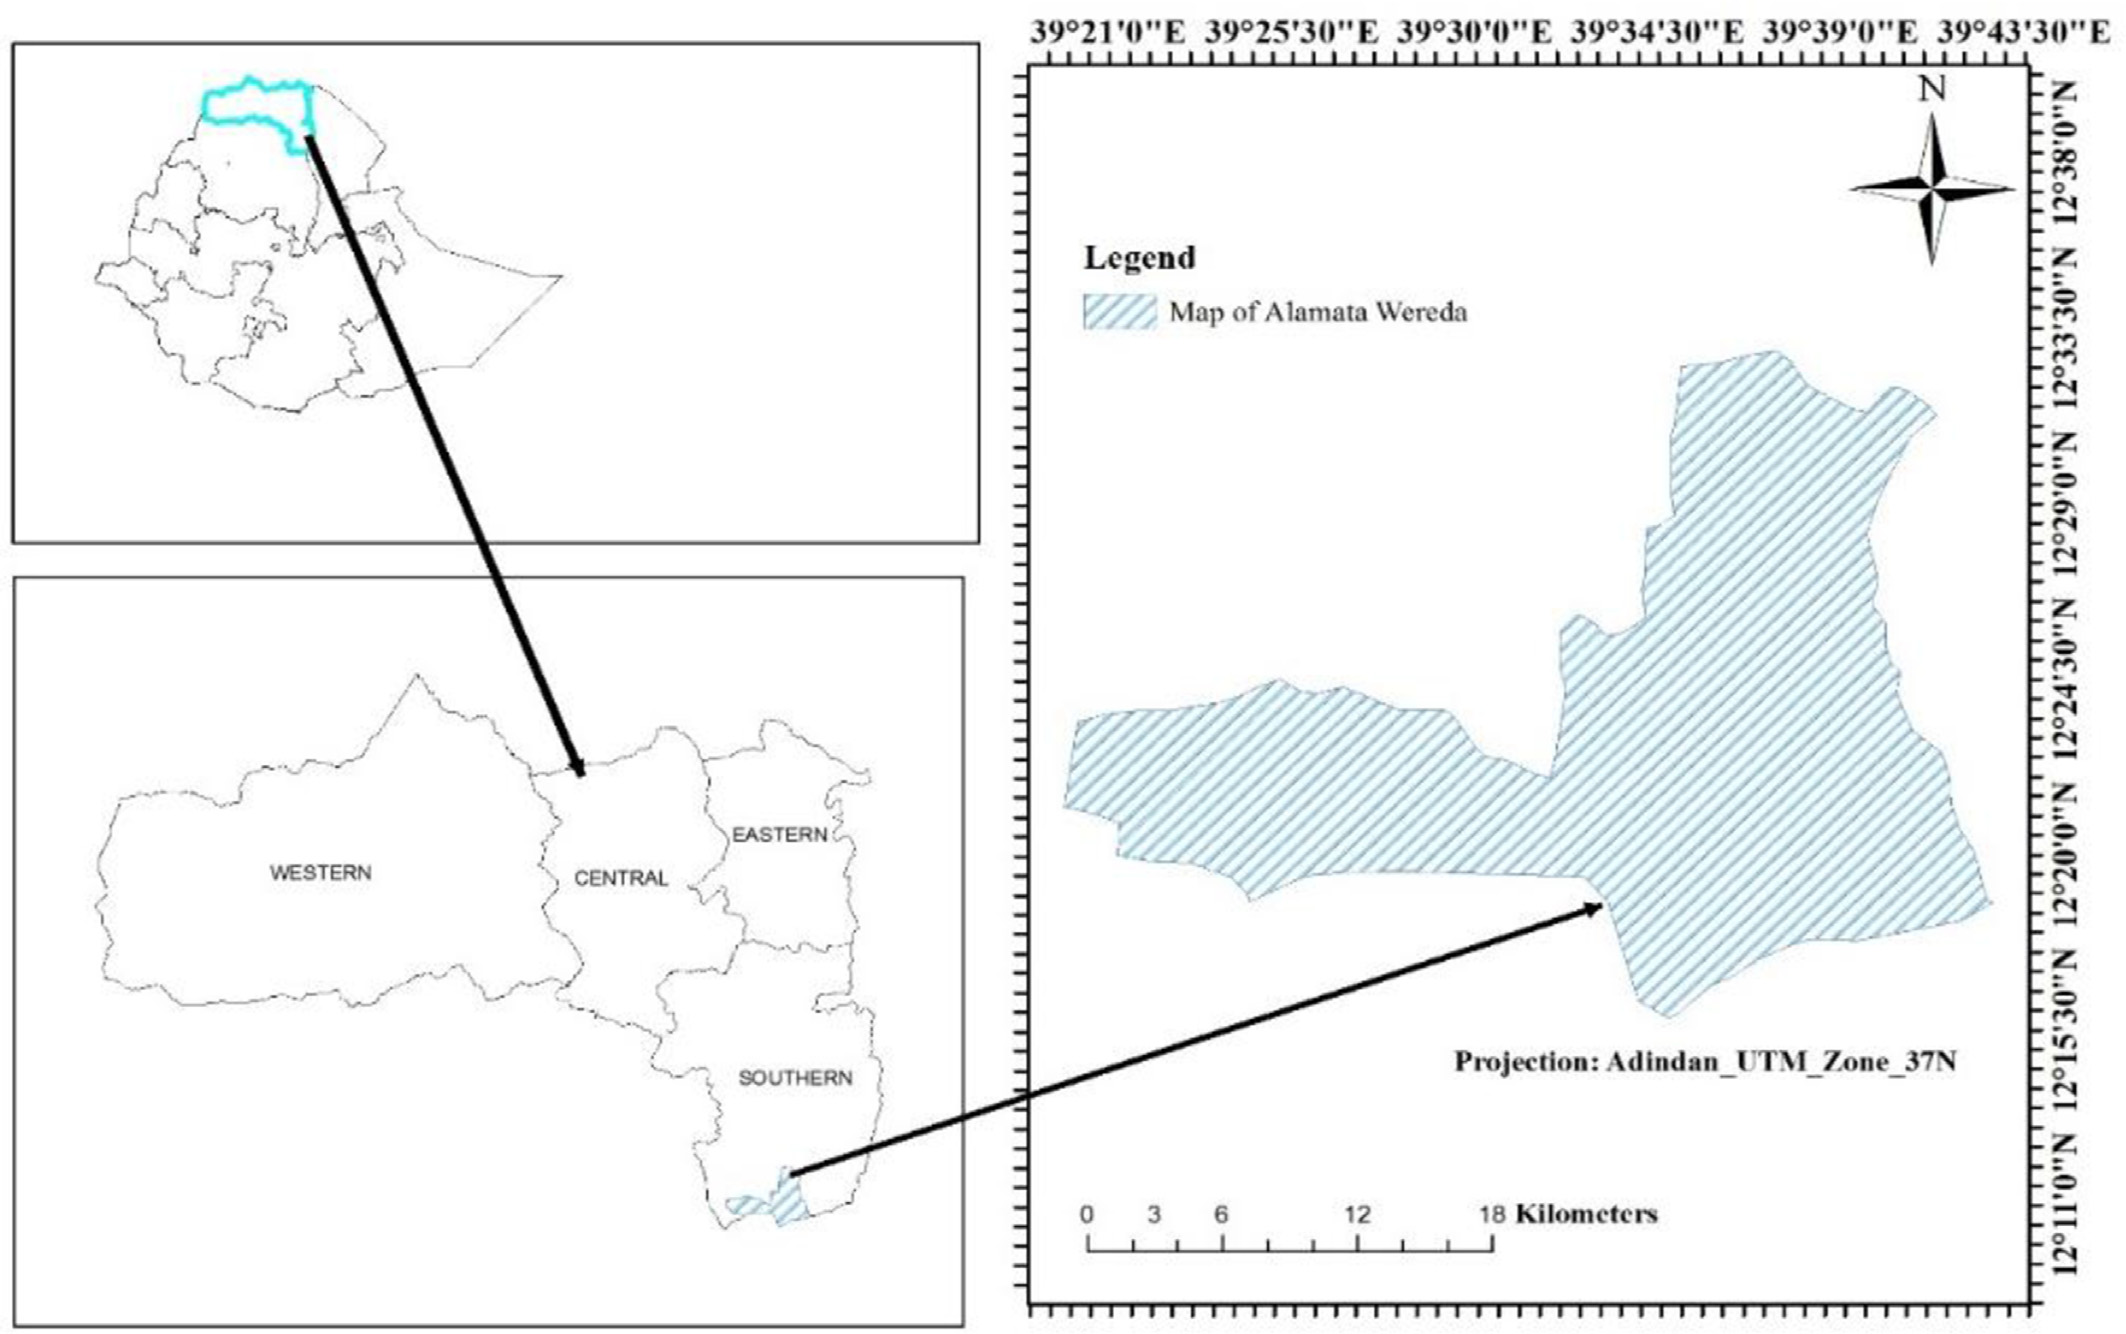 39°21'0"E 39°25'30"E 39°30'0"E 39°34'30"E 39°39'0"E 39°43'30"E
N
12°38'0"N
12°33'30"N
12°29'0"N
12°24'30"N
12°20'0"N
12°15'30"N
12°11'0"N
Legend
Map of Alamata Wereda
WESTERN
CENTRAL
EASTERN
SOUTHERN
Projection: Adindan_UTM_Zone_37N
0 3 6 12 18 Kilometers